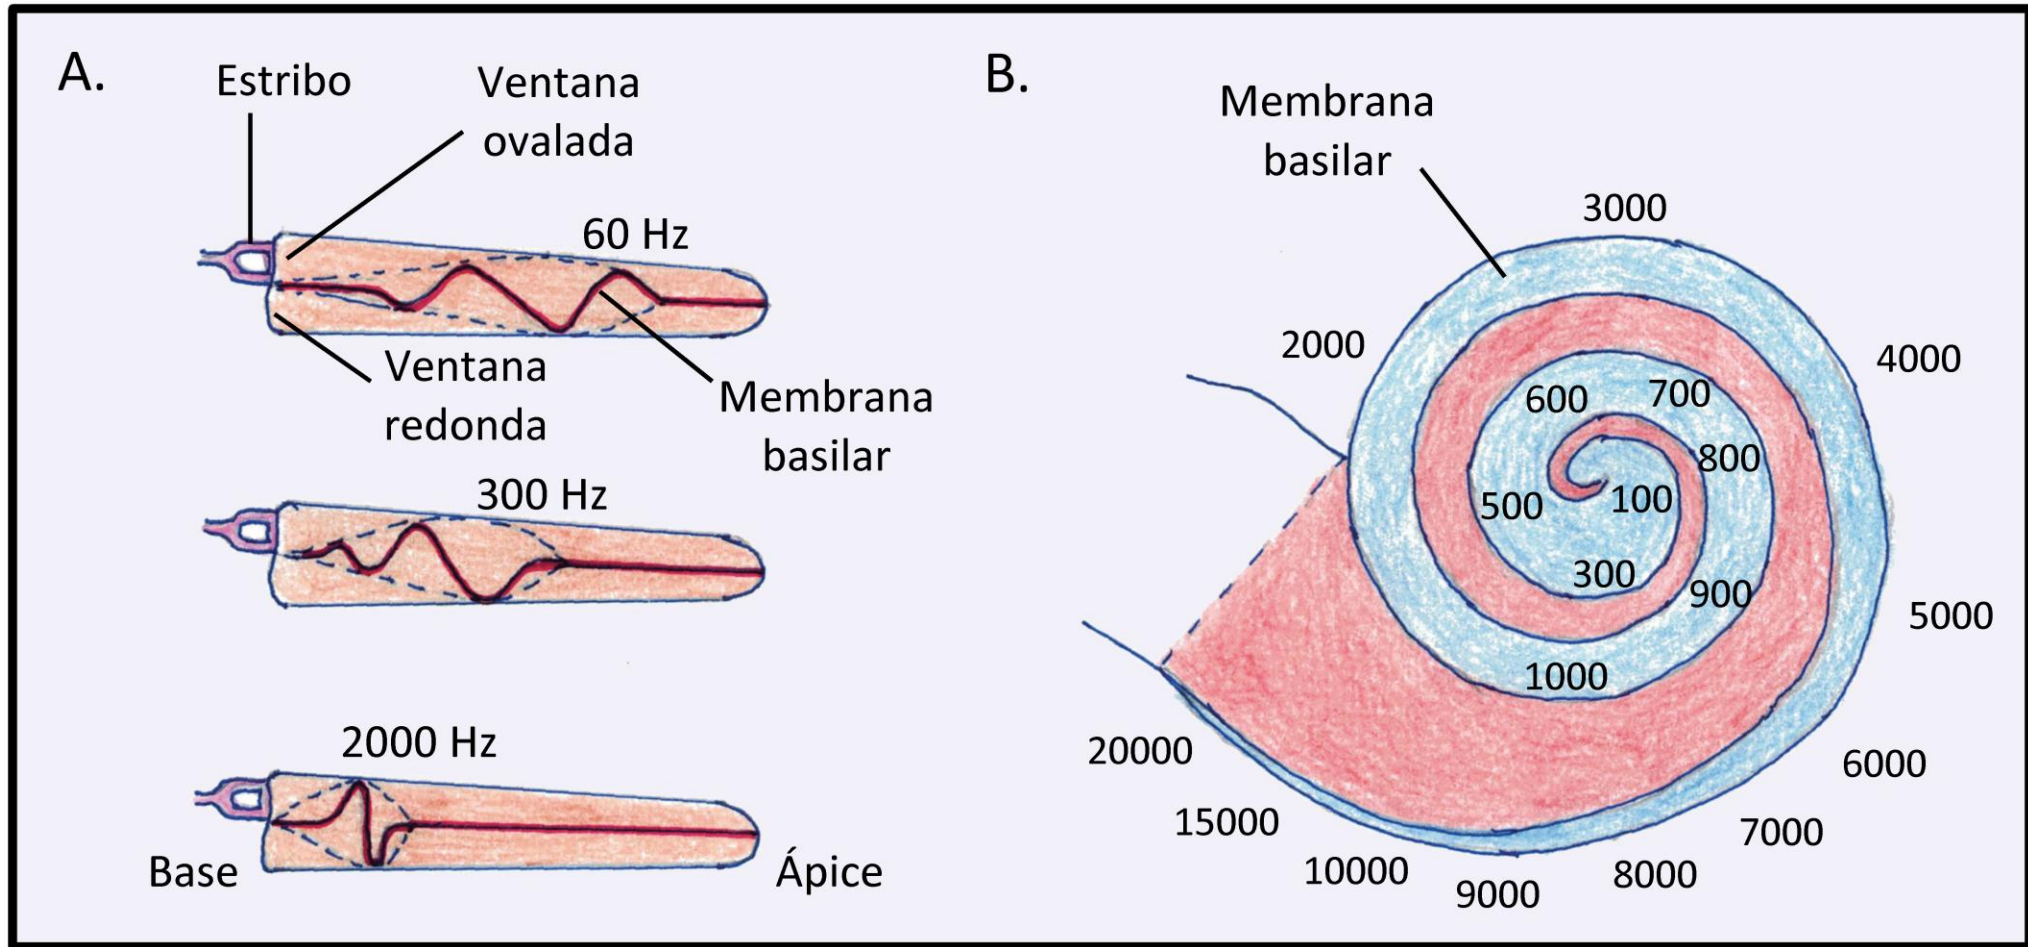 A.
Estribo
Ventana
ovalada
60 Hz
Ventana
redonda
Membrana
basilar
300 Hz
2000 Hz
Base
Ápice
B.
Membrana
basilar
3000
2000
4000
600
700
800
500
100
300
900
5000
1000
20000
6000
15000
7000
10000
8000
9000